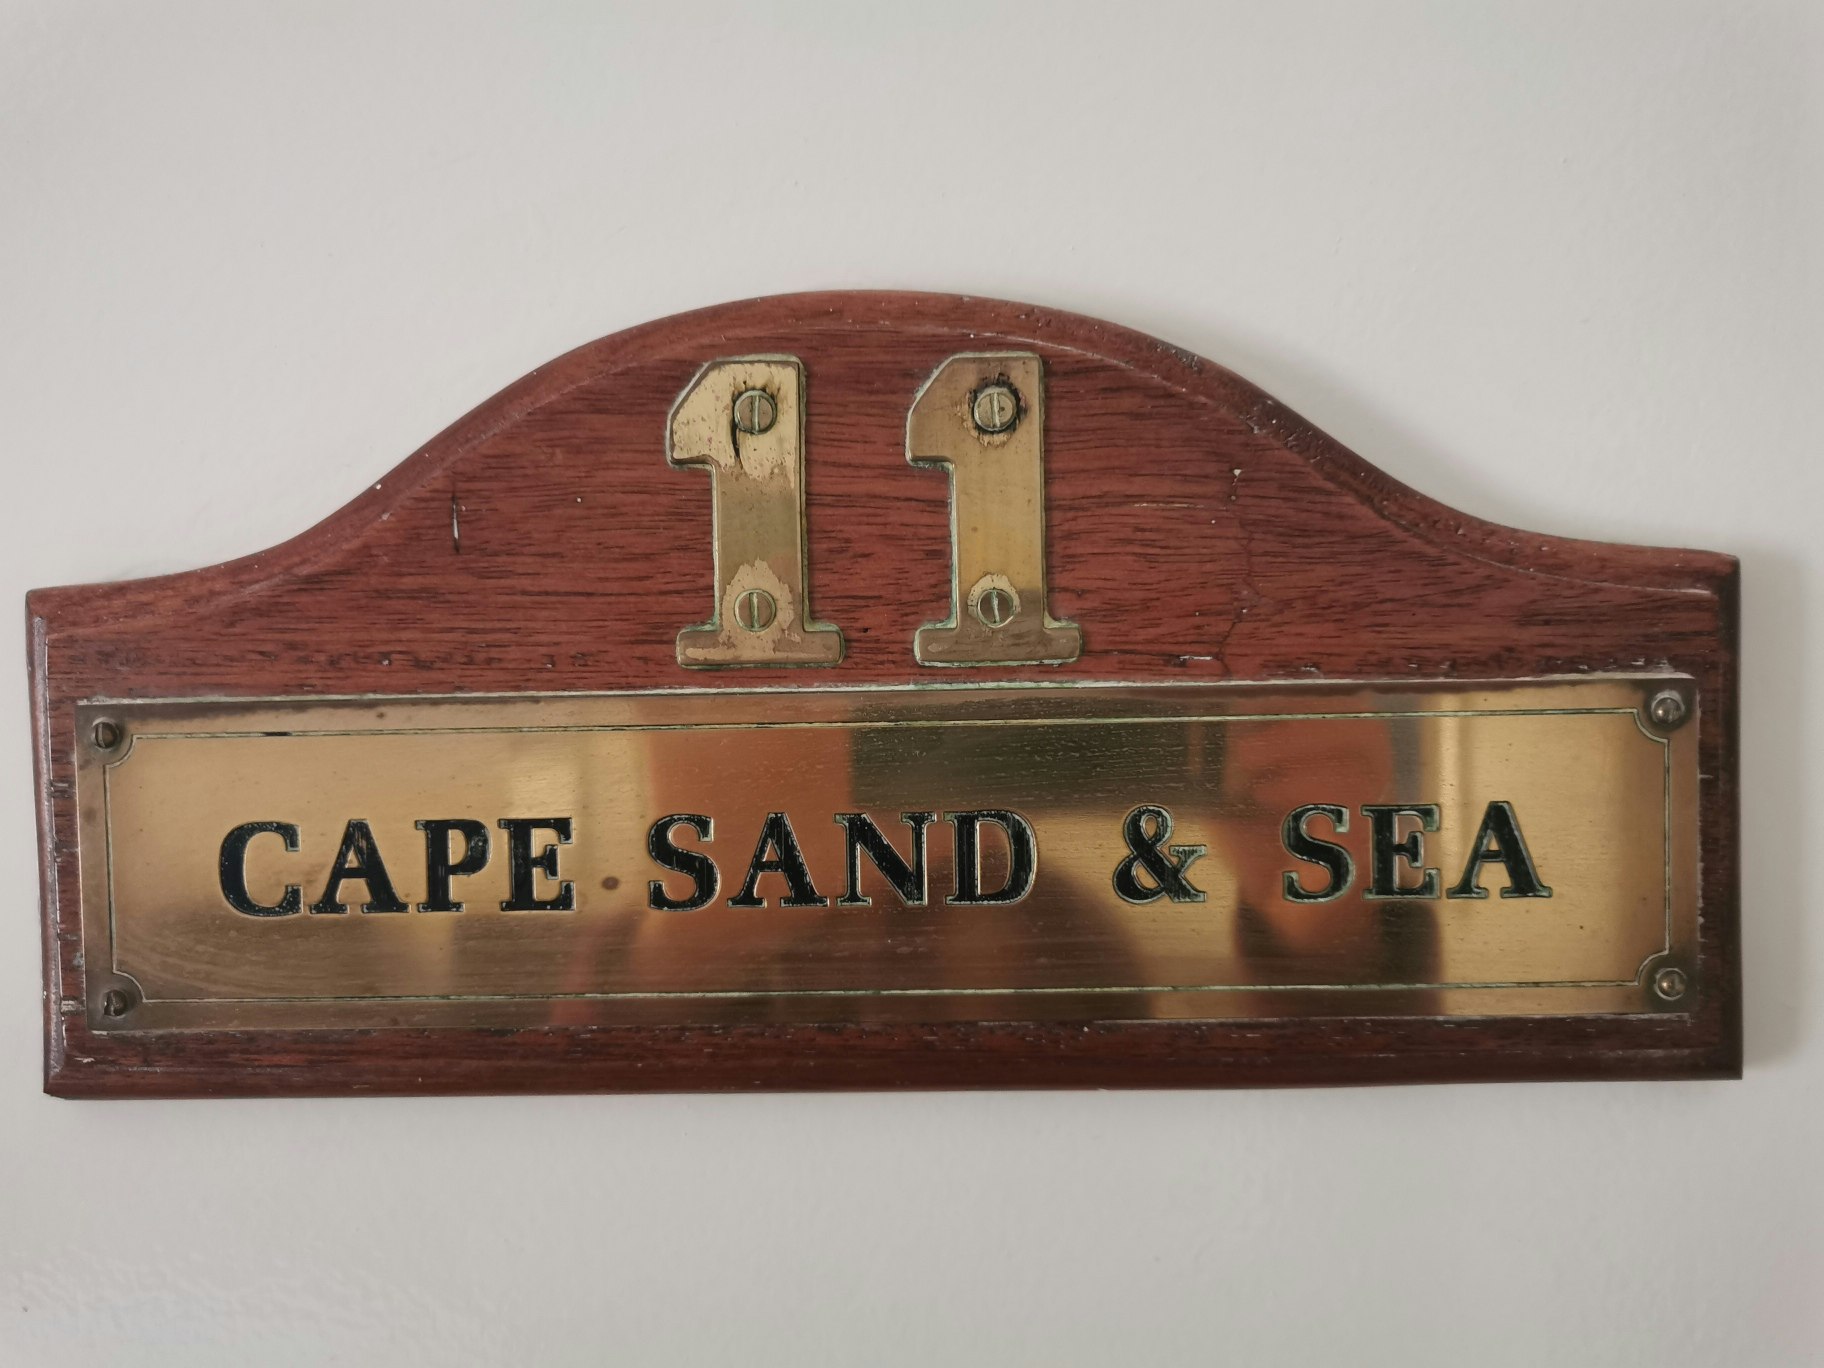 11
CAPE SAND & SEA